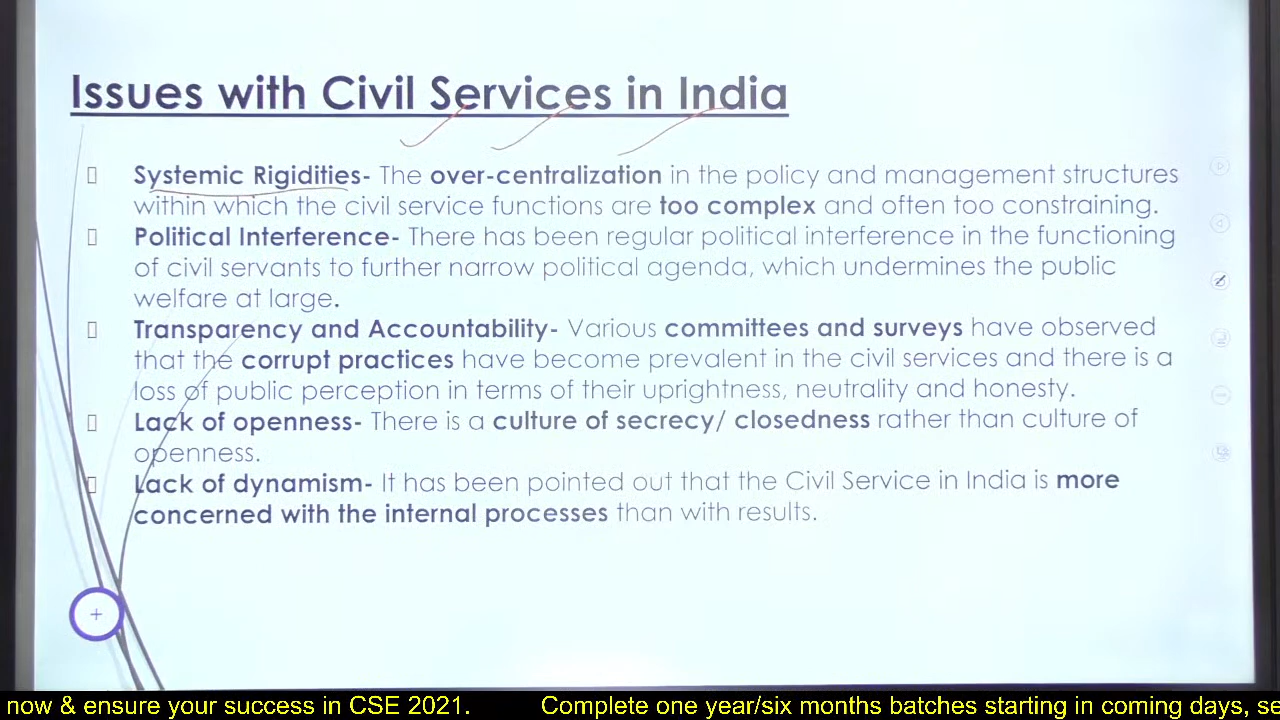 Issues with Civil Services in India
Systemic Rigidities- The over-centralization in the policy and management structures
within which the civil service functions are too complex and often too constraining.
Political Interference- There has been regular political interference in the functioning
of civil servants to further narrow political agenda, which undermines the public
welfare at large.
Transparency and Accountability- Various committees and surveys have observed
that the corrupt practices have become prevalent in the civil services and there is a
loss of public perception in terms of their uprightness, neutrality and honesty.
Lack of openness- There is a culture of secrecy/ closedness rather than culture of
openness.
Lack of dynamism- It has been pointed out that the Civil Service in India is more
concerned with the internal processes than with results.
+
now & ensure your success in CSE 2021. Complete one year/six months batches starting in coming days, se